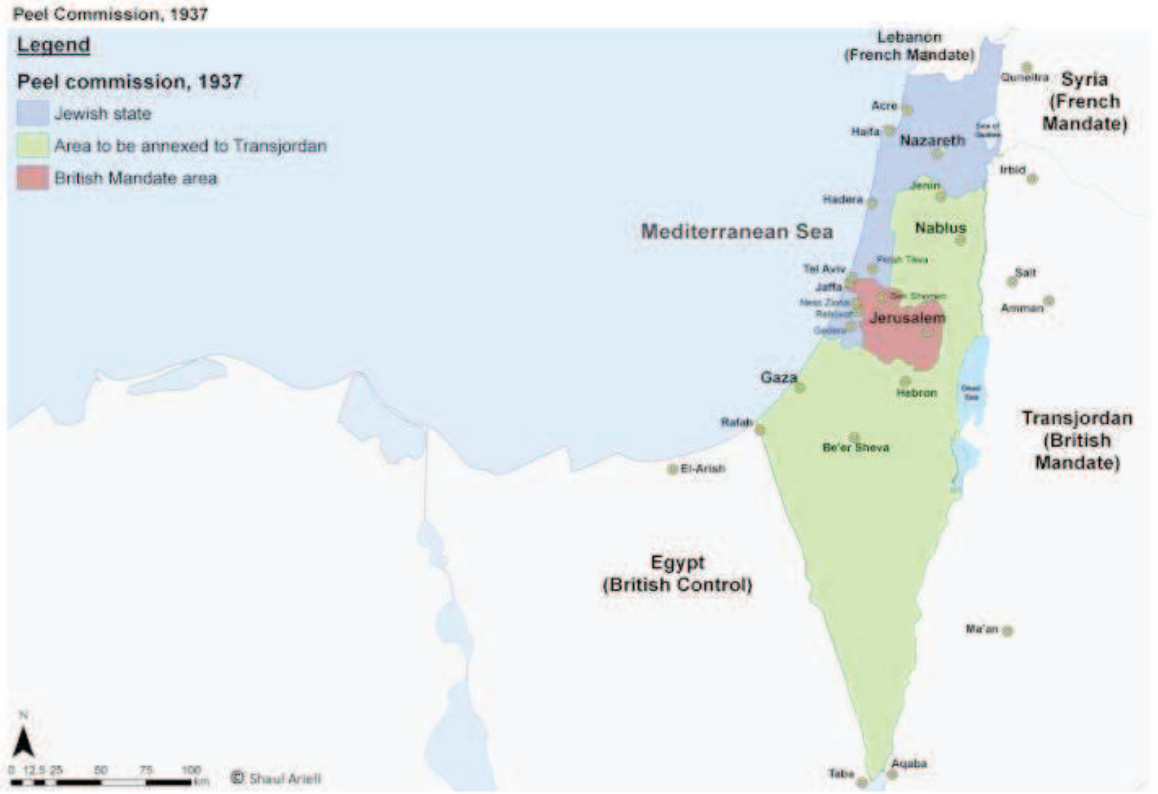 Peel Commission, 1937
Legend
Peel commission, 1937
Jewish state
Area to be annexed to Transjordan
British Mandate area
Lebanon
(French Mandate)
Quneitra
Syria
(French
Mandate)
Acre
Haifa
Nazareth
Sea of
Irbid
Jenin
Hadera
Mediterranean Sea
Nablus
Petah Tikva
Tel Aviv
Salt
Jaffa
Ness Ziona
Ben Shemen
Amman
Rehovot
Jerusalem
Gedera
Gaza
Hebron
Dead
Sea
Rafah
Transjordan
(British
Mandate)
Be'er Sheva
El-Arish
Egypt
(British Control)
Ma'an
N
0 12.5 25 50 75 100
km
© Shaul Arieli
Taba
Aqaba